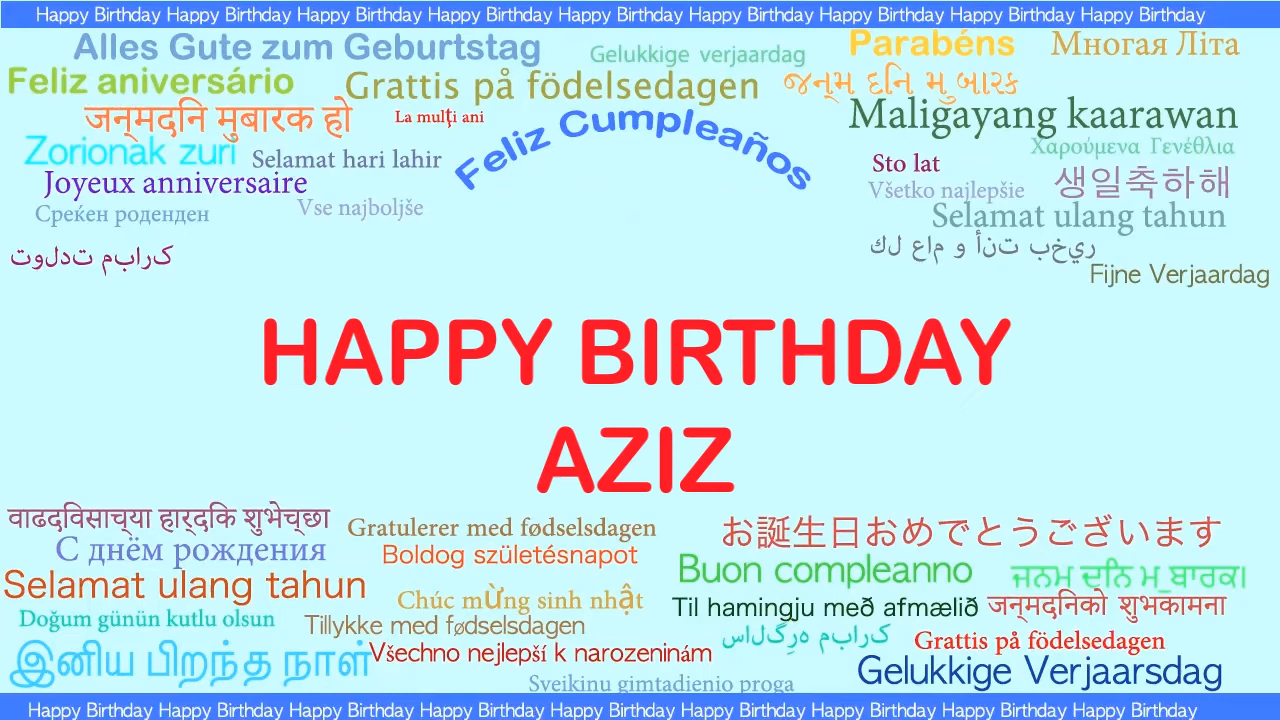 Happy Birthday Happy Birthday Happy Birthday Happy Birthday Happy Birthday Happy Birthday Happy Birthday Happy Birthday Happy Birthday
Alles Gute zum Geburtstag
Gelukkige verjaardag
Parabéns
Многая Літа
Feliz aniversário
Grattis på födelsedagen
જન્મ દિન મુબારક
जन्मदिन मुबारक हो
La mulţi ani
Feliz Cumpleaños
Maligayang kaarawan
Zorionak zuri
Selamat hari lahir
Sto lat
Χαρούμενα Γενέθλια
Joyeux anniversaire
Všetko najlepšie
생일축하해
Среќен роденден
Vse najboljše
Selamat ulang tahun
تولدت مبارک
كل عام و أنت بخير
Fijne Verjaardag
HAPPY BIRTHDAY
AZIZ
वाढदिवसाच्या हार्दिक शुभेच्छा
Gratulerer med fødselsdagen
お誕生日おめでとうございます
С днём рождения
Boldog születésnapot
Buon compleanno
ਜਨਮ ਦਿਨ ਮੁਬਾਰਕ।
Selamat ulang tahun
Chúc mừng sinh nhật
Til hamingju með afmælið
जन्मदिनको शुभकामना
Doğum günün kutlu olsun
Tillykke med fødselsdagen
سالگرہ مبارک
Grattis på födelsedagen
இனிய பிறந்த நாள்
Všechno nejlepší k narozeninám
Gelukkige Verjaarsdag
Sveikinu gimtadienio proga
Happy Birthday Happy Birthday Happy Birthday Happy Birthday Happy Birthday Happy Birthday Happy Birthday Happy Birthday Happy Birthday